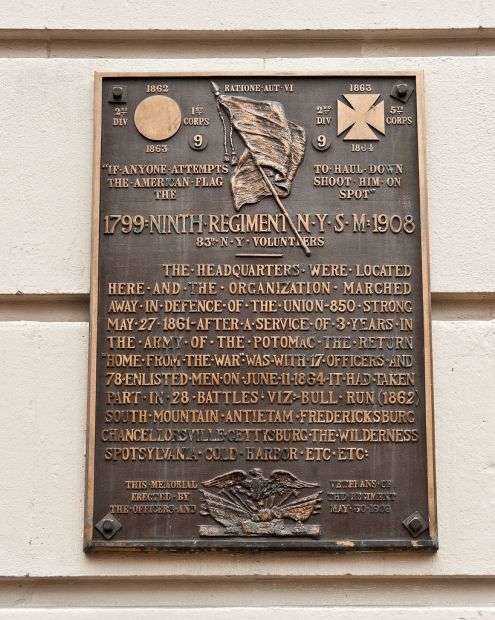 1862 RATIONE·AUT·VI 1863
2ND DIV 1ST CORPS 2ND DIV 5TH CORPS
9 9
1863 1864
"IF·ANYONE·ATTEMPTS TO·HAUL·DOWN
THE·AMERICAN·FLAG SHOOT·HIM·ON
THE SPOT"
1799·NINTH·REGIMENT·N·Y·S·M·1908
83RD·N·Y·VOLUNTEERS
THE·HEADQUARTERS·WERE·LOCATED
HERE·AND·THE·ORGANIZATION·MARCHED
AWAY·IN·DEFENCE·OF·THE·UNION·850·STRONG
MAY·27·1861·AFTER·A·SERVICE·OF·3·YEARS·IN
THE·ARMY·OF·THE·POTOMAC·THE·RETURN
"HOME·FROM·THE·WAR"·WAS·WITH·17·OFFICERS·AND
78·ENLISTED·MEN·ON·JUNE·11·1864·IT·HAD·TAKEN
PART·IN·28·BATTLES·VIZ·BULL·RUN (1862)
SOUTH·MOUNTAIN·ANTIETAM·FREDERICKSBURG
CHANCELLORSVILLE·GETTYSBURG·THE·WILDERNESS
SPOTSYLVANIA·COLD·HARBOR·ETC·ETC:
THIS·MEMORIAL VETERANS·OF
ERECTED·BY THE·REGIMENT
THE·OFFICERS·AND MAY·30·1908